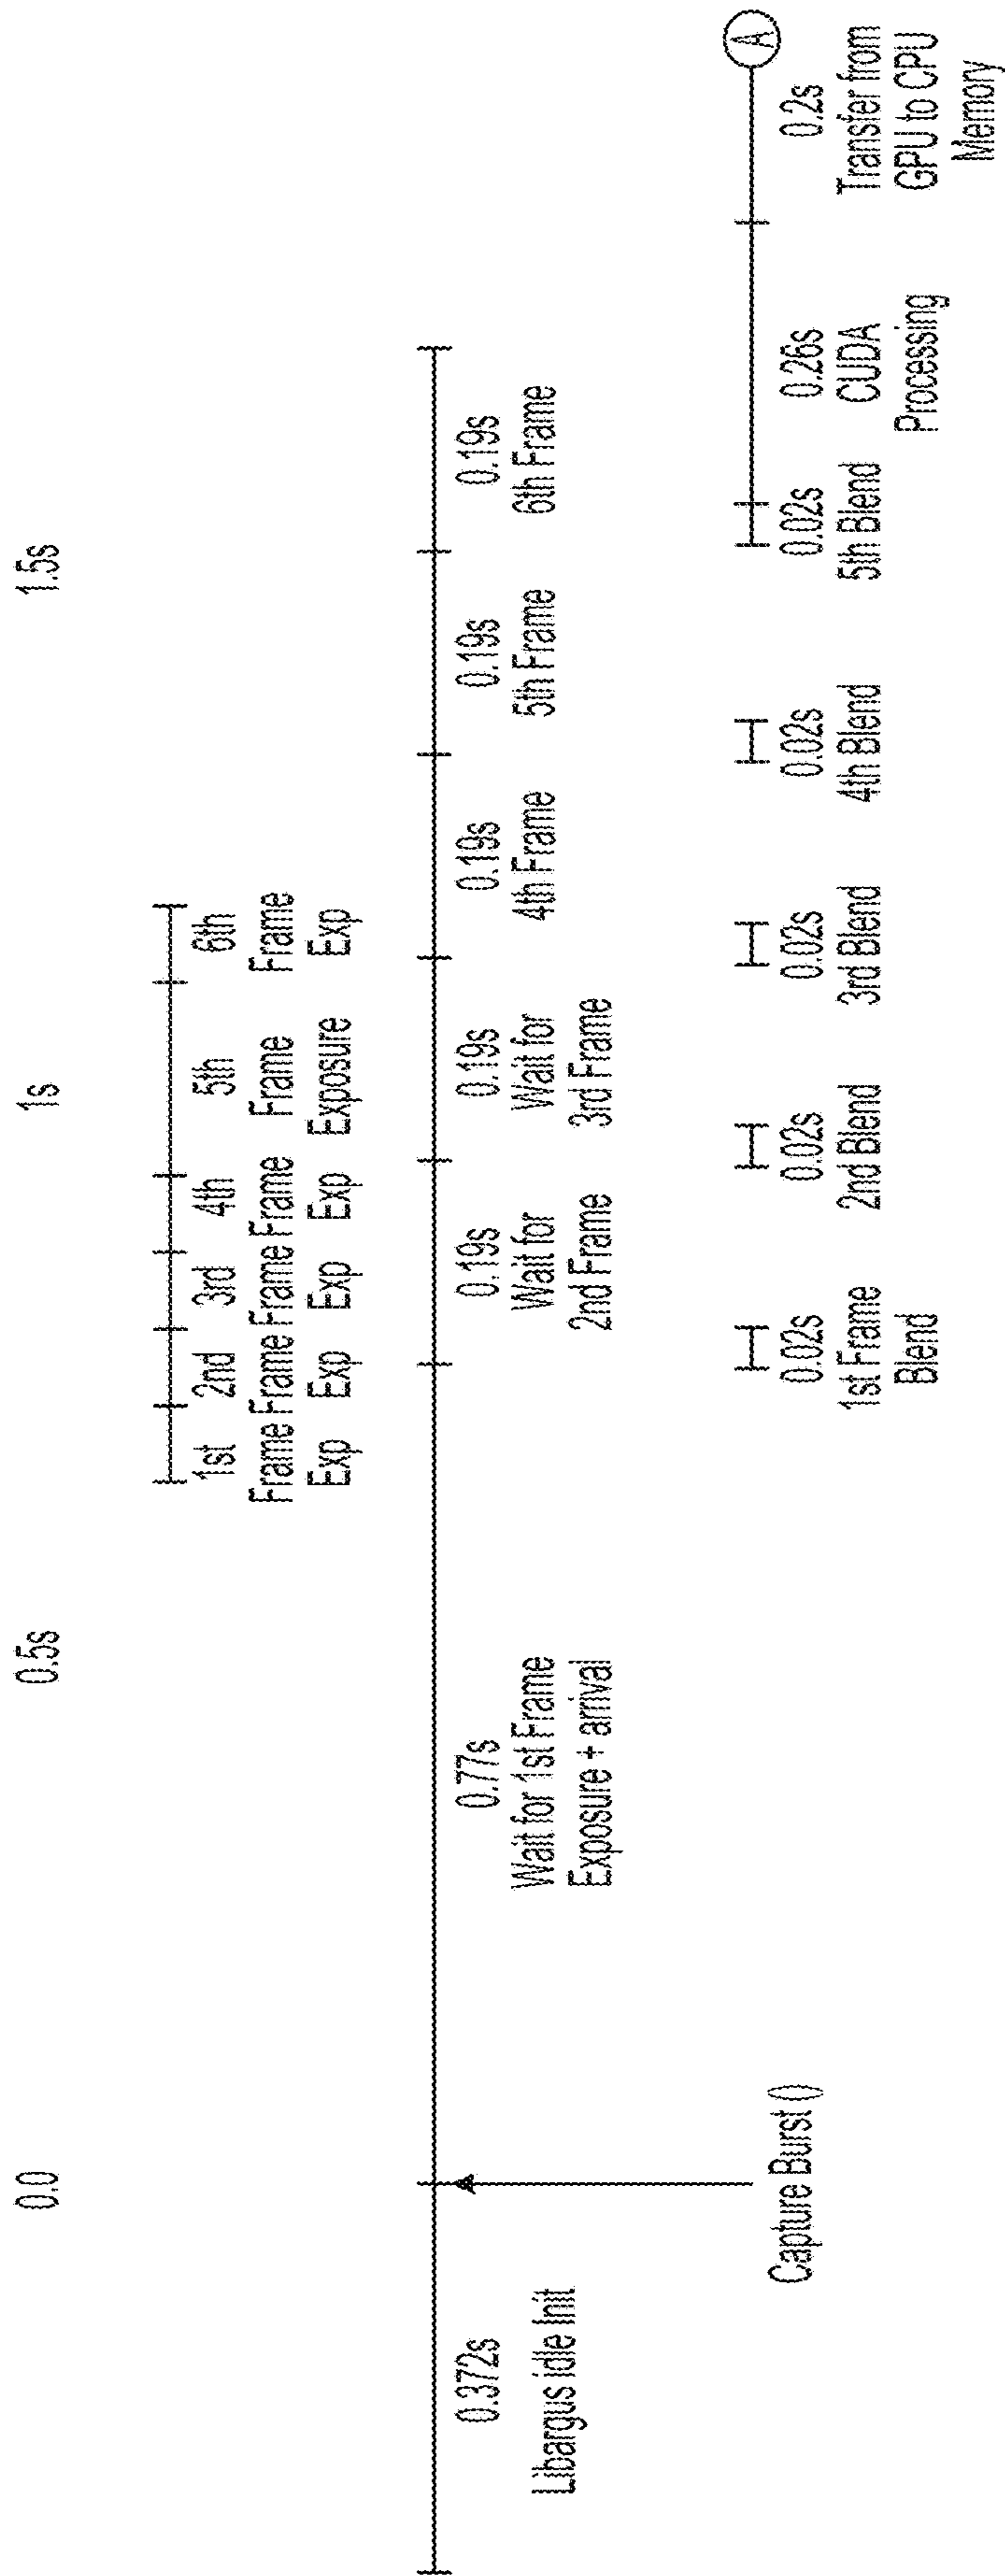 0.0
0.5s
1s
1.5s
1st
Frame
Exp
2nd
Frame
Exp
3rd
Frame
Exp
4th
Frame
Exp
5th
Frame
Exposure
6th
Frame
Exp
0.372s
Libargus idle Init
0.77s
Wait for 1st Frame
Exposure + arrival
0.19s
Wait for
2nd Frame
0.19s
Wait for
3rd Frame
0.19s
4th Frame
0.19s
5th Frame
0.19s
6th Frame
Capture Burst ()
0.02s
1st Frame
Blend
0.02s
2nd Blend
0.02s
3rd Blend
0.02s
4th Blend
0.02s
5th Blend
0.26s
CUDA
Processing
0.2s
Transfer from
GPU to CPU
Memory
A